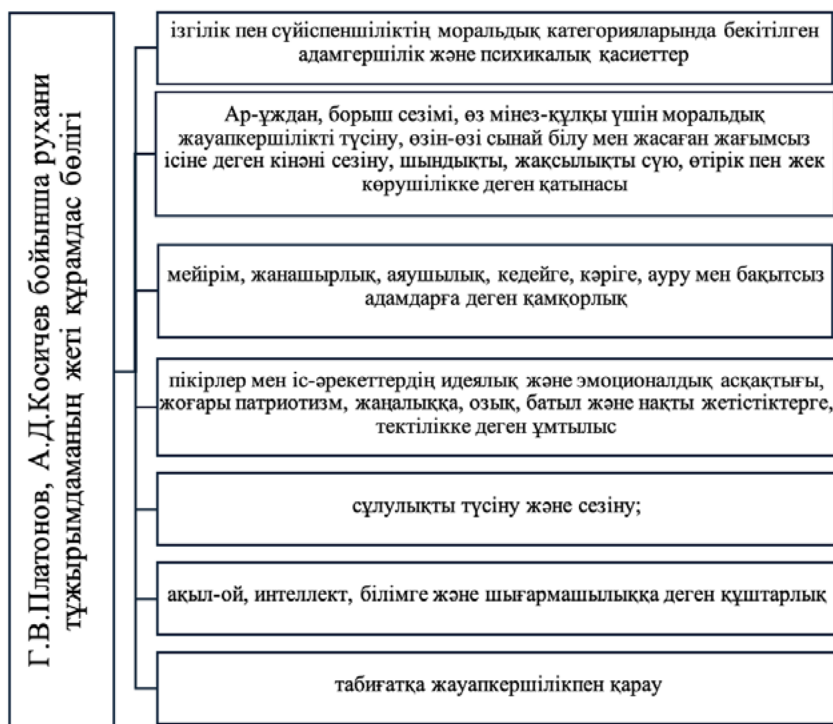 Г.В.Платонов, А.Д.Косичев бойынша рухани
тұжырымдаманың жеті құрамдас бөлігі
ізгілік пен сүйіспеншіліктің моральдық категорияларында бекітілген
адамгершілік және психикалық қасиеттер
Ар-ұждан, борыш сезімі, өз мінез-құлқы үшін моральдық
жауапкершілікті түсіну, өзін-өзі сынай білу мен жасаған жағымсыз
ісіне деген кінәні сезіну, шындықты, жақсылықты сүю, өтірік пен жек
көрушілікке деген қатынасы
мейірім, жанашырлық, аяушылық, кедейге, кәріге, ауру мен бақытсыз
адамдарға деген қамқорлық
пікірлер мен іс-әрекеттердің идеялық және эмоционалдық асқақтығы,
жоғары патриотизм, жаңалыққа, озық, батыл және нақты жетістіктерге,
тектілікке деген ұмтылыс
сұлулықты түсіну және сезіну;
ақыл-ой, интеллект, білімге және шығармашылыққа деген құштарлық
табиғатқа жауапкершілікпен қарау